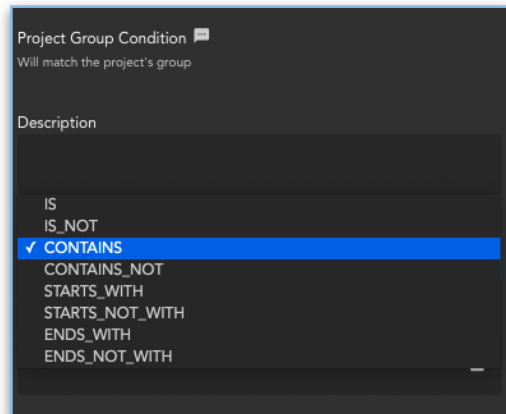 Project Group Condition
Will match the project's group
Description
IS
IS_NOT
✓ CONTAINS
CONTAINS_NOT
STARTS_WITH
STARTS_NOT_WITH
ENDS_WITH
ENDS_NOT_WITH